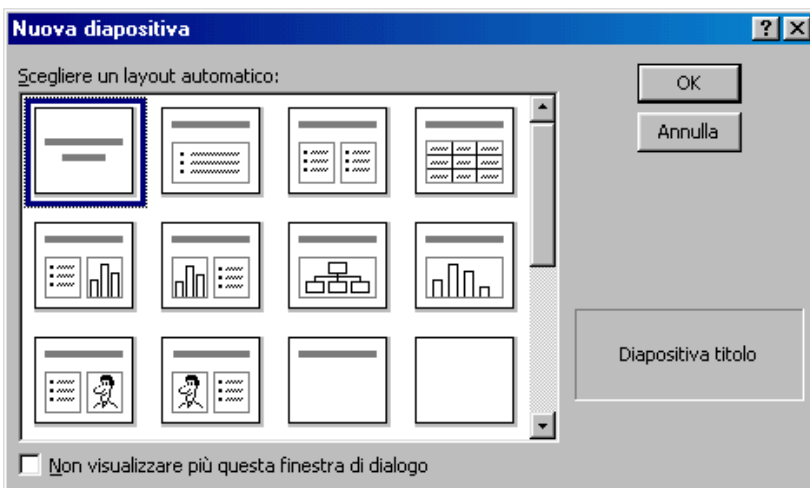 Nuova diapositiva
Scegliere un layout automatico:
OK
Annulla
Diapositiva titolo
Non visualizzare più questa finestra di dialogo